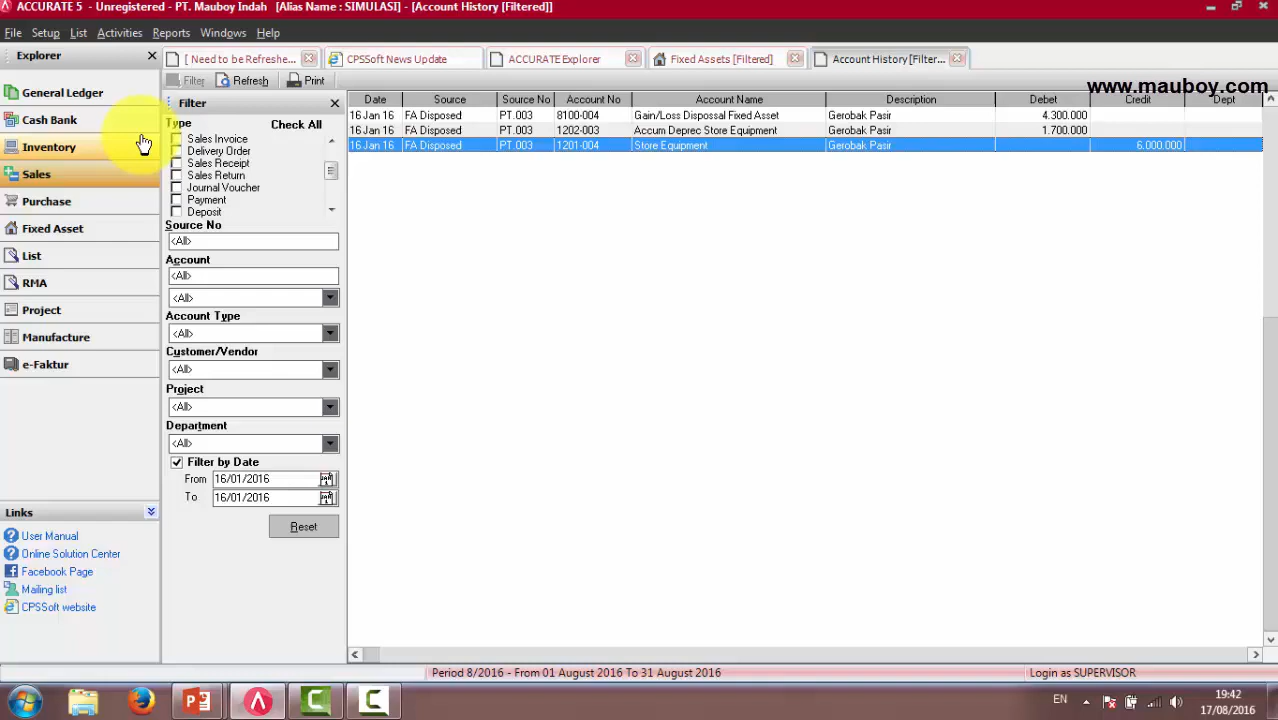 ACCURATE 5 - Unregistered - PT. Mauboy Indah [Alias Name : SIMULASI] - [Account History [Filtered]]
File Setup List Activities Reports Windows Help
Explorer
[ Need to be Refreshe...
CPSSoft News Update
ACCURATE Explorer
Fixed Assets [Filtered]
Account History [Filter...
Filter Refresh Print
www.mauboy.com
General Ledger
Cash Bank
Inventory
Sales
Purchase
Fixed Asset
List
RMA
Project
Manufacture
e-Faktur
Links
User Manual
Online Solution Center
Facebook Page
Mailing list
CPSSoft website
Filter
Type Check All
Sales Invoice
Delivery Order
Sales Receipt
Sales Return
Journal Voucher
Payment
Deposit
Source No
<All>
Account
<All>
<All>
Account Type
<All>
Customer/Vendor
<All>
Project
<All>
Department
<All>
Filter by Date
From 16/01/2016
To 16/01/2016
Reset
Date Source Source No Account No Account Name Description Debet Credit Dept
16 Jan 16 FA Disposed PT.003 8100-004 Gain/Loss Dispossal Fixed Asset Gerobak Pasir 4.300.000
16 Jan 16 FA Disposed PT.003 1202-003 Accum Deprec Store Equipment Gerobak Pasir 1.700.000
16 Jan 16 FA Disposed PT.003 1201-004 Store Equipment Gerobak Pasir 6.000.000
Period 8/2016 - From 01 August 2016 To 31 August 2016
Login as SUPERVISOR
EN
19:42
17/08/2016